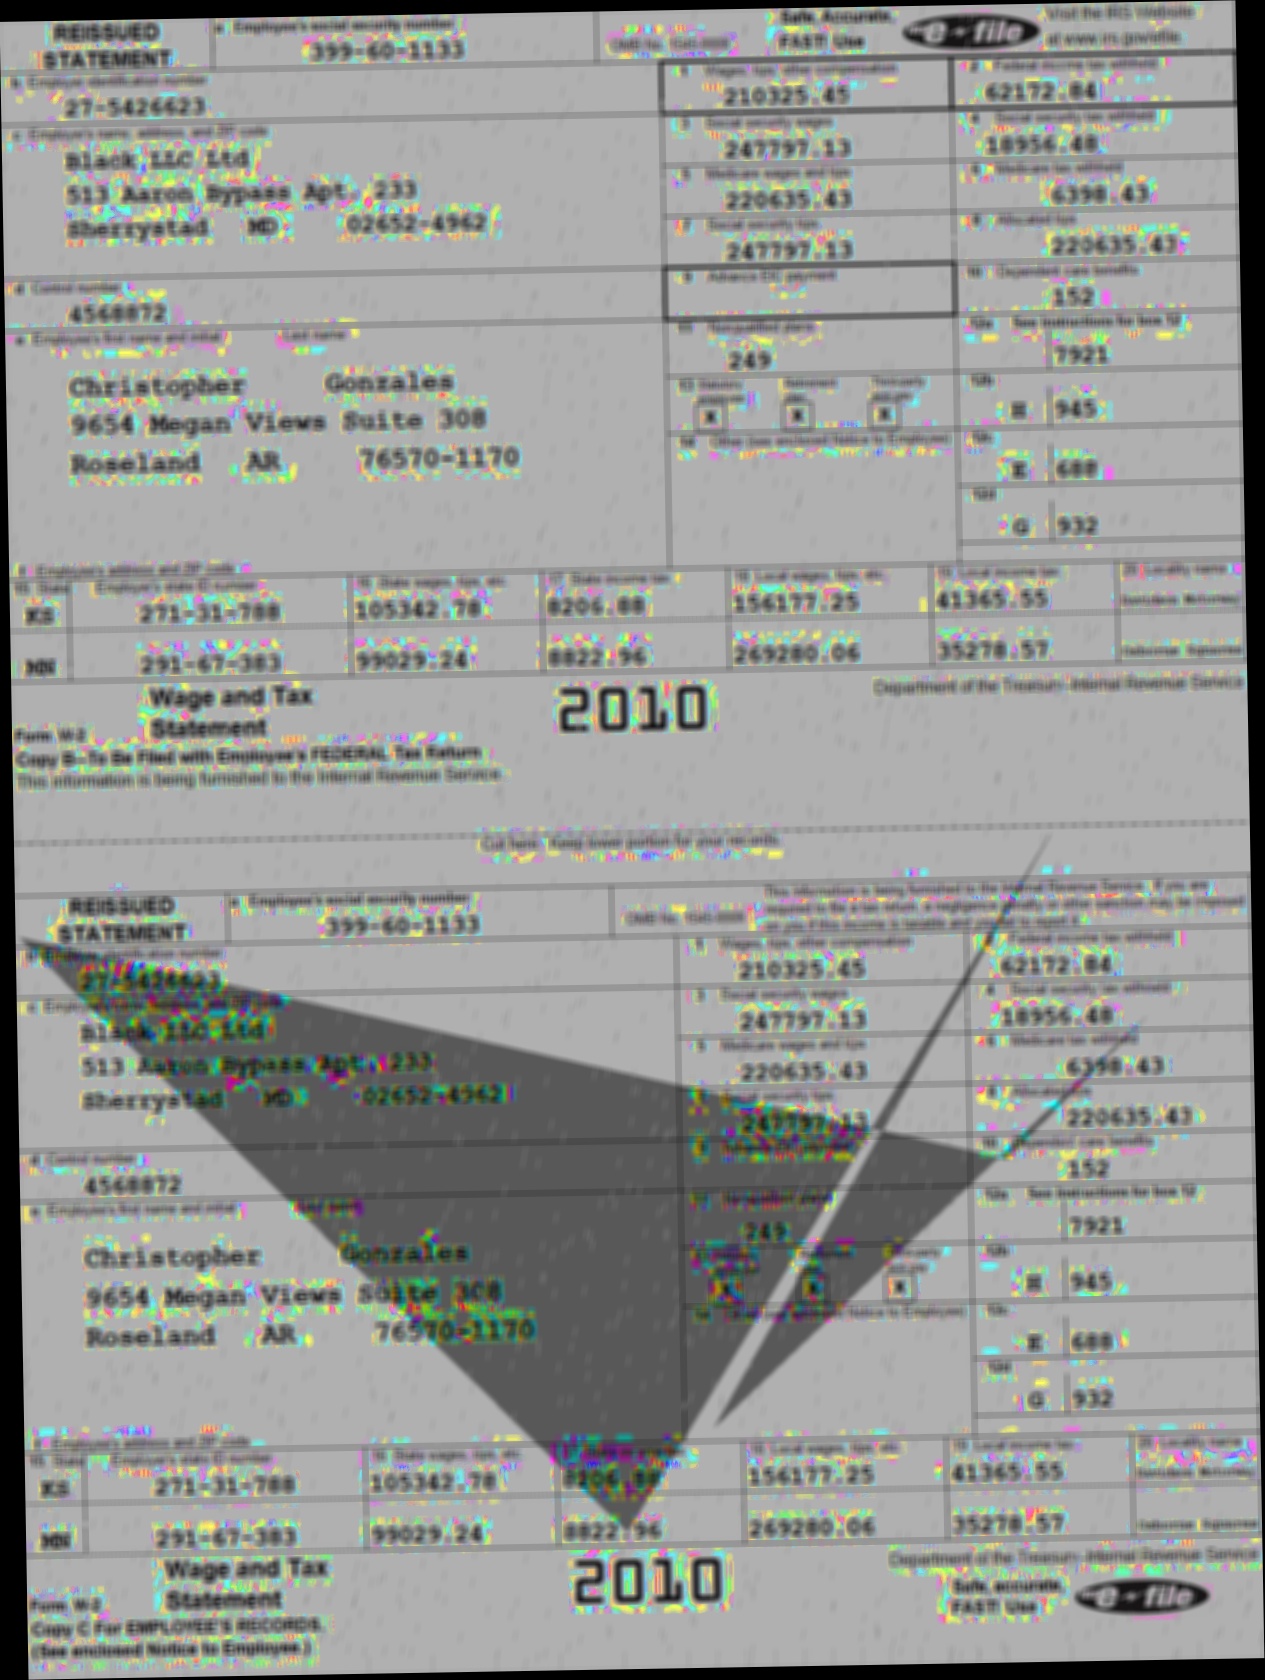 REISSUED STATEMENT
a Employee's social security number
399-60-1133
OMB No. 1545-0008
Safe, Accurate, FAST! Use
e-file
Visit the IRS Website at www.irs.gov/efile
b Employer identification number
27-5426623
1 Wages, tips, other compensation
210325.45
2 Federal income tax withheld
62172.84
c Employer's name, address, and ZIP code
Black LLC Ltd
513 Aaron Bypass Apt. 233
Sherrystad MD 02652-4962
3 Social security wages
247797.13
4 Social security tax withheld
18956.48
5 Medicare wages and tips
220635.43
6 Medicare tax withheld
6398.43
7 Social security tips
247797.13
8 Allocated tips
220635.43
d Control number
4568872
9 Advance EIC payment
10 Dependent care benefits
152
e Employee's first name and initial Last name
Christopher Gonzales
9654 Megan Views Suite 308
Roseland AR 76570-1170
11 Nonqualified plans
249
12a See instructions for box 12
7921
13 Statutory employee Retirement plan Third-party sick pay
X X X
12b
H 945
14 Other (see enclosed Notice to Employee)
12c
E 688
12d
G 932
f Employee's address and ZIP code
15 State Employer's state ID number 16 State wages, tips, etc. 17 State income tax 18 Local wages, tips, etc. 19 Local income tax 20 Locality name
KS 271-31-788 105342.78 8206.88 156177.25 41365.55
291-67-383 99029.24 8822.96 269280.06 35278.57
Wage and Tax
Form W-2 Statement
2010
Department of the Treasury-Internal Revenue Service
Copy B-To Be Filed with Employee's FEDERAL Tax Return
This information is being furnished to the Internal Revenue Service.
Cut here. Keep lower portion for your records.
REISSUED STATEMENT
a Employee's social security number
399-60-1133
OMB No. 1545-0008
This information is being furnished to the Internal Revenue Service. If you are
required to file a tax return, a negligence penalty or other sanction may be imposed
on you if this income is taxable and you fail to report it.
b Employer identification number
27-5426623
1 Wages, tips, other compensation
210325.45
2 Federal income tax withheld
62172.84
c Employer's name, address, and ZIP code
Black LLC Ltd
513 Aaron Bypass Apt. 233
Sherrystad MD 02652-4962
3 Social security wages
247797.13
4 Social security tax withheld
18956.48
5 Medicare wages and tips
220635.43
6 Medicare tax withheld
6398.43
7 Social security tips
247797.13
8 Allocated tips
220635.43
d Control number
4568872
10 Dependent care benefits
152
e Employee's first name and initial Last name
Christopher Gonzales
9654 Megan Views Suite 308
Roseland AR 76570-1170
11 Nonqualified plans
249
12a See instructions for box 12
7921
X X X
12b
H 945
14 Other (see enclosed Notice to Employee)
12c
E 688
12d
G 932
f Employee's address and ZIP code
15 State Employer's state ID number 16 State wages, tips, etc. 17 State income tax 18 Local wages, tips, etc. 19 Local income tax 20 Locality name
KS 271-31-788 105342.78 8206.88 156177.25 41365.55
291-67-383 99029.24 8822.96 269280.06 35278.57
Wage and Tax
Form W-2 Statement
2010
Department of the Treasury-Internal Revenue Service
Safe, accurate, FAST! Use
e-file
Copy C For EMPLOYEE'S RECORDS.
(See enclosed Notice to Employee.)